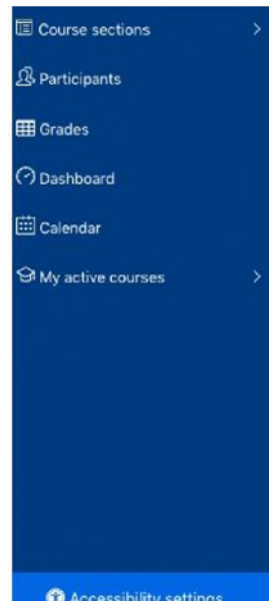 Course sections
Participants
Grades
Dashboard
Calendar
My active courses
Accessibility settings